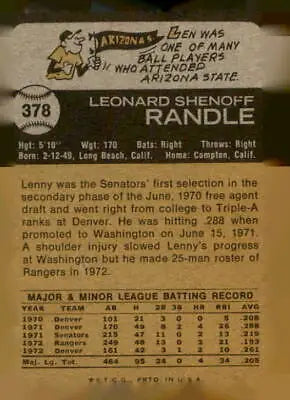 ARIZONA S.
LEN WAS
ONE OF MANY
BALL PLAYERS
WHO ATTENDED
ARIZONA STATE.
378
LEONARD SHENOFF
RANDLE
Hgt: 5'10" Wgt: 170 Bats: Right Throws: Right
Born: 2-12-49, Long Beach, Calif. Home: Compton, Calif.
Lenny was the Senators' first selection in the
secondary phase of the June, 1970 free agent
draft and went right from college to Triple-A
ranks at Denver. He was hitting .288 when
promoted to Washington on June 15, 1971.
A shoulder injury slowed Lenny's progress
at Washington but he made 25-man roster of
Rangers in 1972.
MAJOR & MINOR LEAGUE BATTING RECORD
YEAR TEAM AB H 2B 3B HR RBI AVG
1970 Denver 101 21 3 0 0 5 .208
1971 Denver 170 49 8 2 4 26 .288
1971 Senators 215 47 11 0 2 13 .219
1972 Rangers 249 48 13 0 2 21 .193
1972 Denver 161 42 3 1 2 10 .261
Maj. Lg. Tot. 464 95 24 0 4 34 .205
★T.C.G. PRTD IN U.S.A.